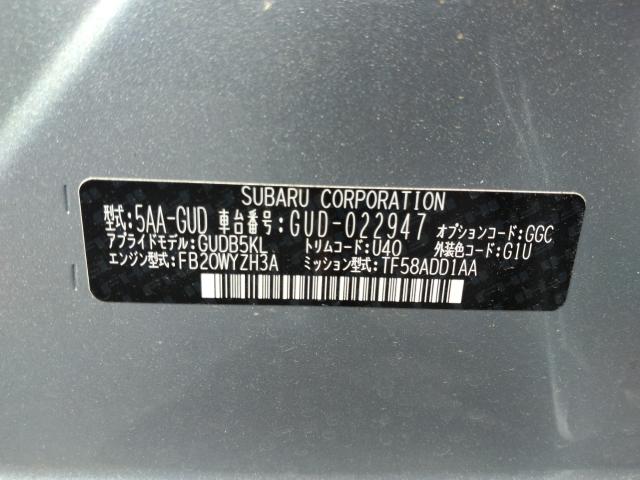 SUBARU CORPORATION
型式:5AA-GUD 車台番号:GUD-022947 オプションコード:GGC
アプライドモデル:GUDB5KL トリムコード:U40 外装色コード:G1U
エンジン型式:FB20WYZH3A ミッション型式:TF58ADD1AA